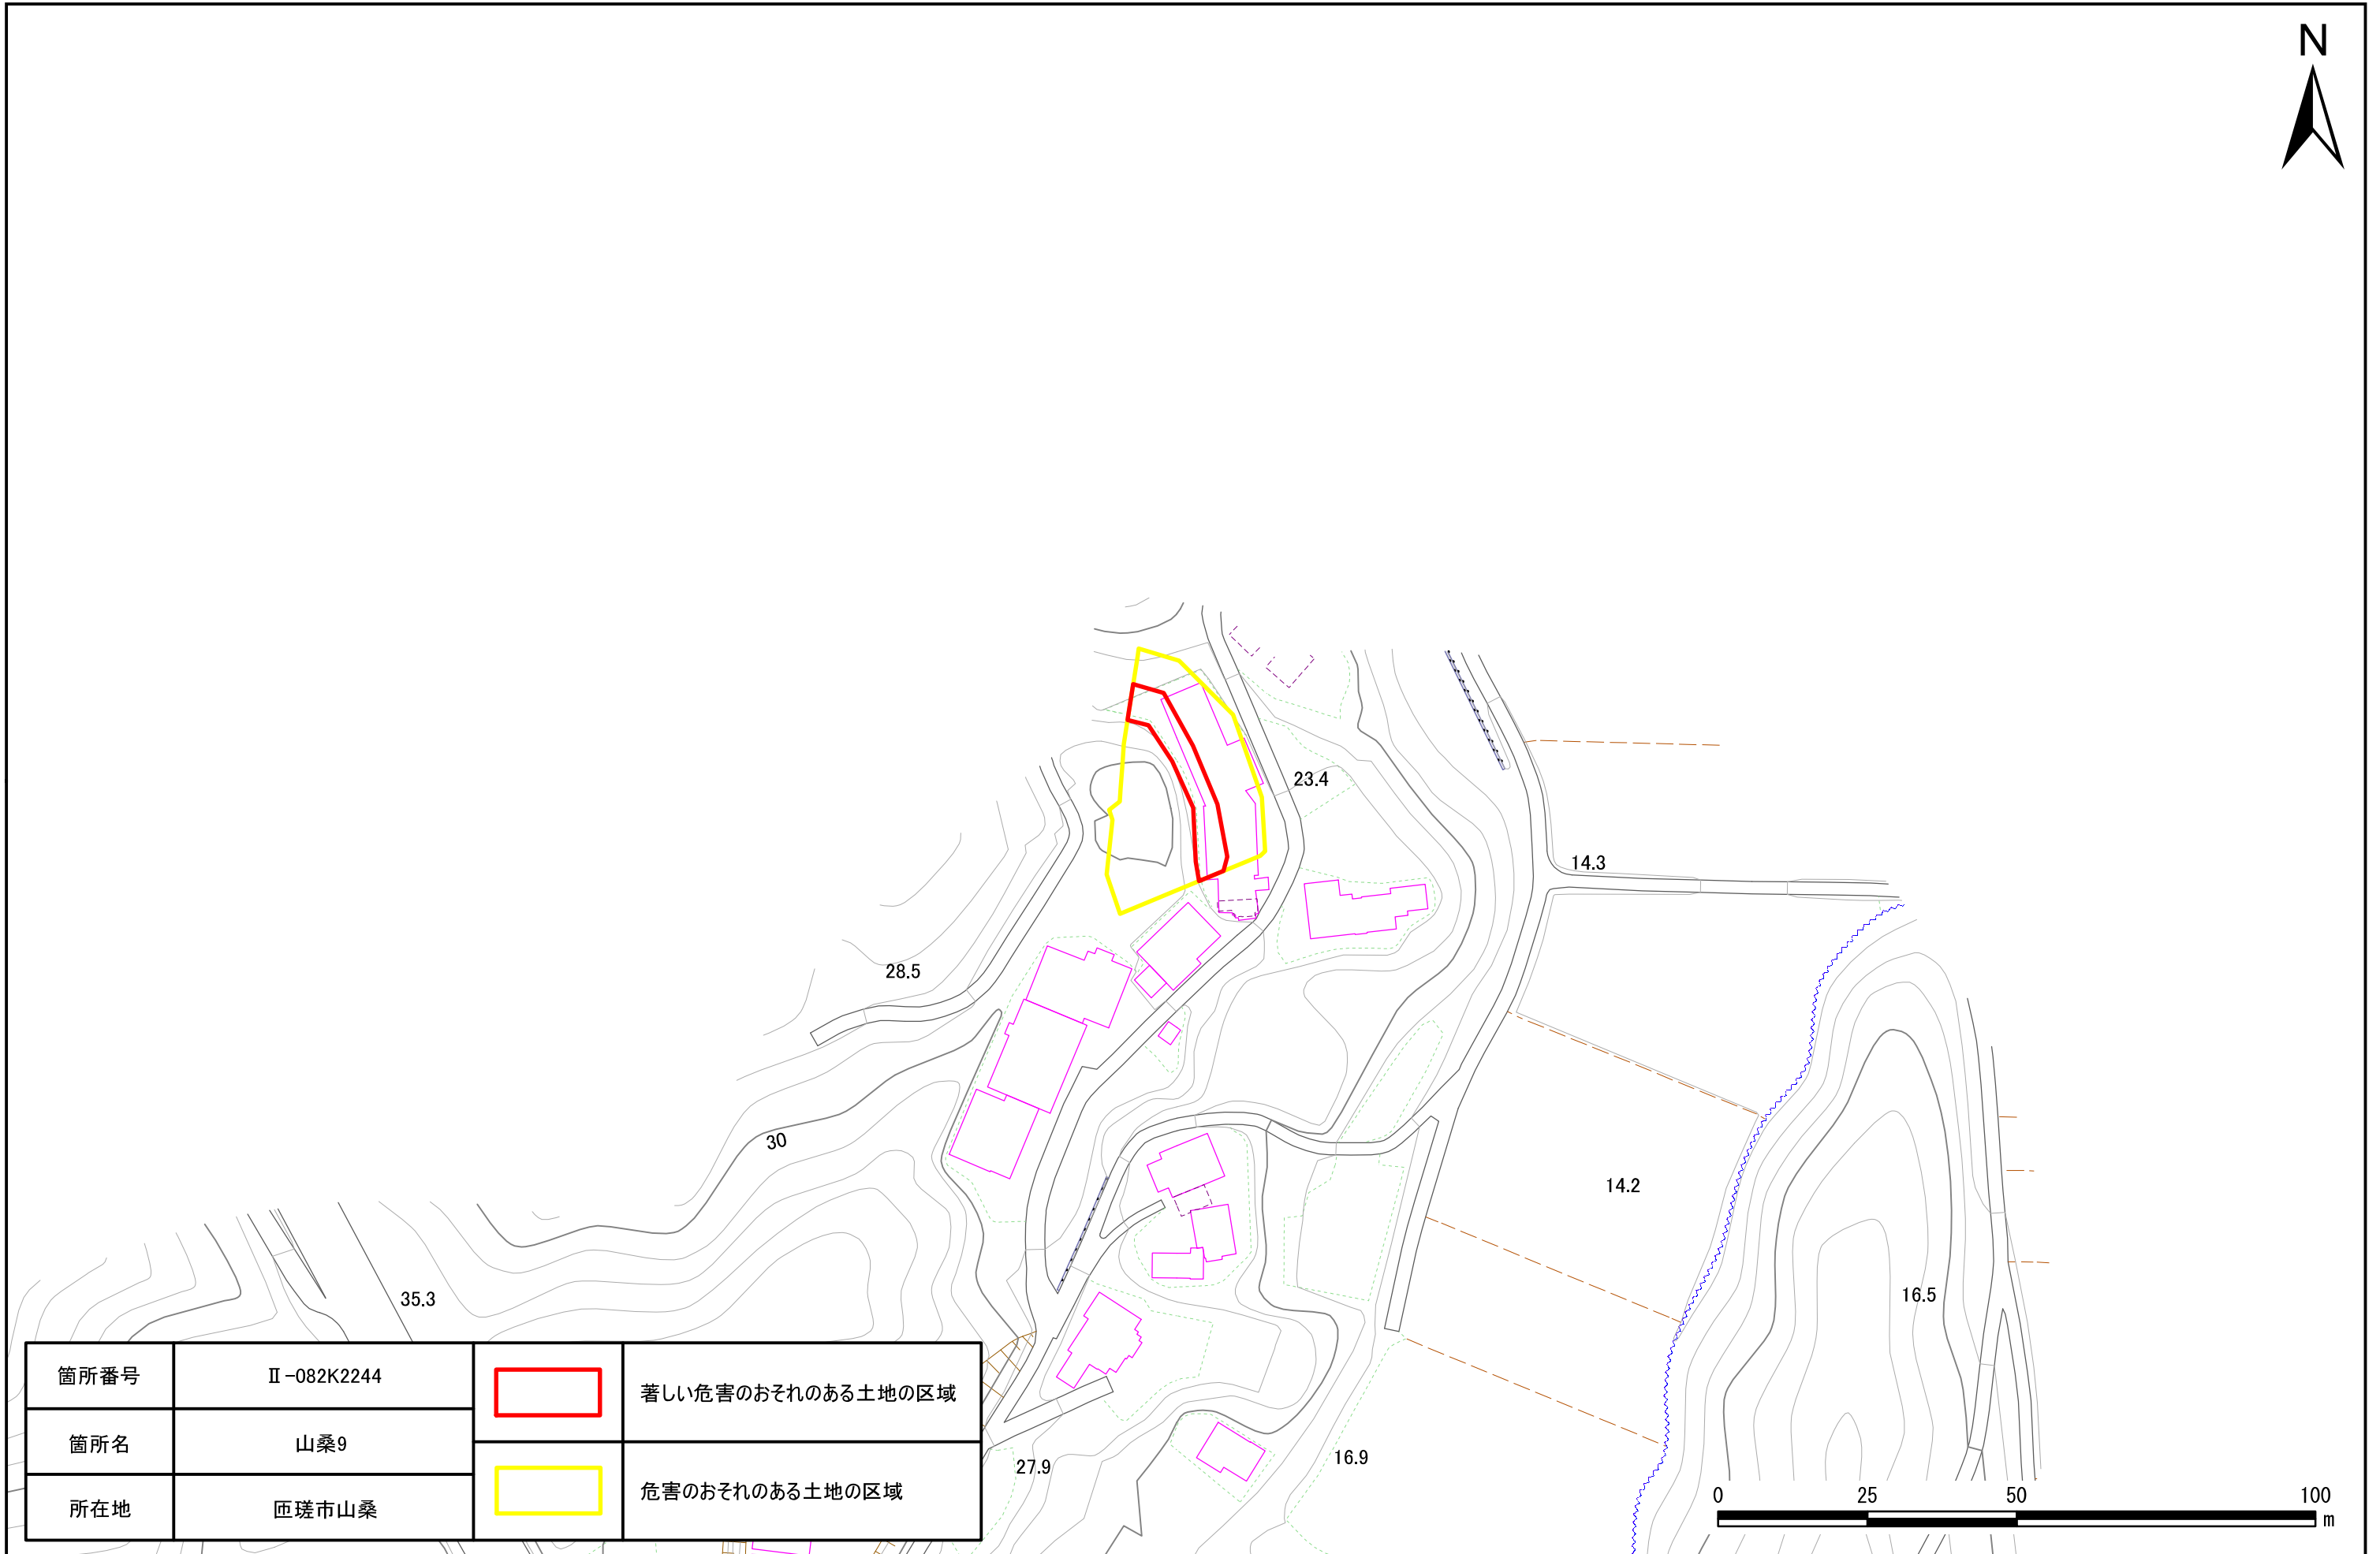 N
23.4
14.3
28.5
30
14.2
35.3
16.5
27.9
16.9
箇所番号 Ⅱ-082K2244
箇所名 山桑9
所在地 匝瑳市山桑
著しい危害のおそれのある土地の区域
危害のおそれのある土地の区域
0 25 50 100
m